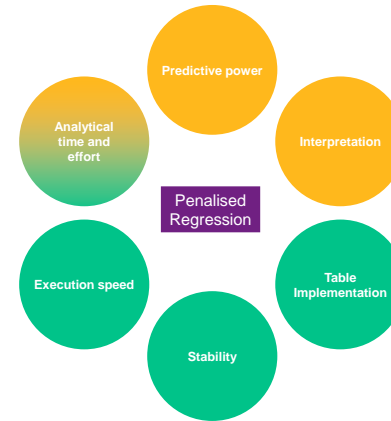 Predictive power
Analytical
time and
effort
Interpretation
Penalised
Regression
Execution speed
Table
Implementation
Stability